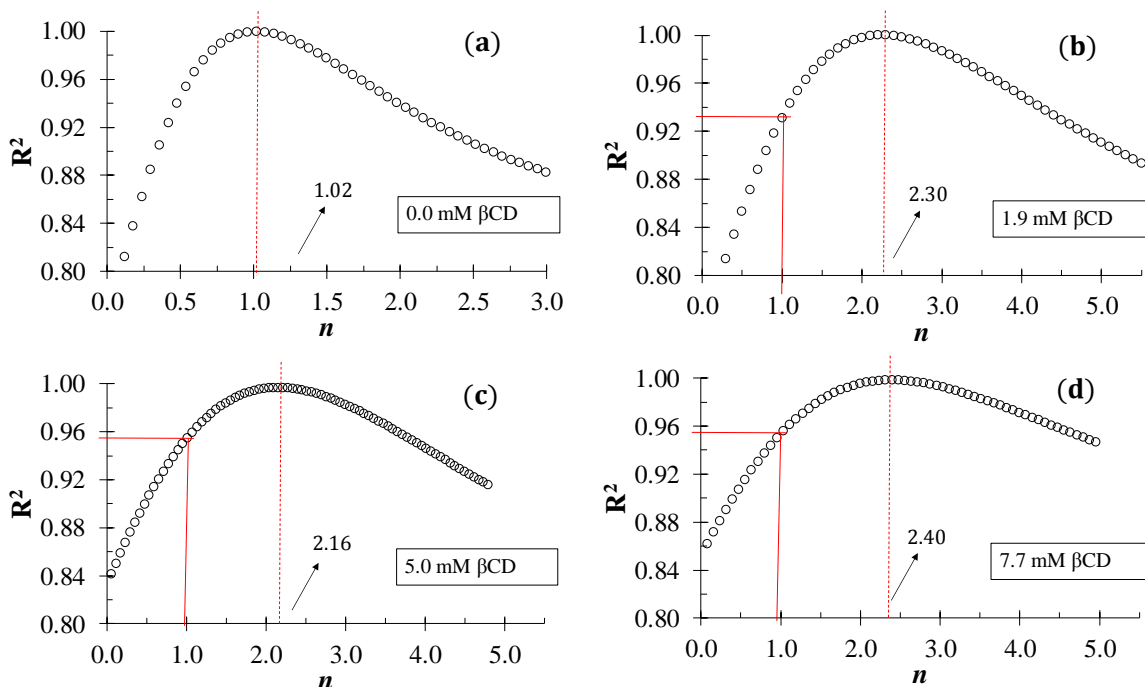 (a)
1.00
0.96
0.92
0.88
0.84
0.80
R²
1.02
0.0 mM βCD
0.0 0.5 1.0 1.5 2.0 2.5 3.0
n
(b)
1.00
0.96
0.92
0.88
0.84
0.80
R²
2.30
1.9 mM βCD
0.0 1.0 2.0 3.0 4.0 5.0
n
(c)
1.00
0.96
0.92
0.88
0.84
0.80
R²
2.16
5.0 mM βCD
0.0 1.0 2.0 3.0 4.0 5.0
n
(d)
1.00
0.96
0.92
0.88
0.84
0.80
R²
2.40
7.7 mM βCD
0.0 1.0 2.0 3.0 4.0 5.0
n